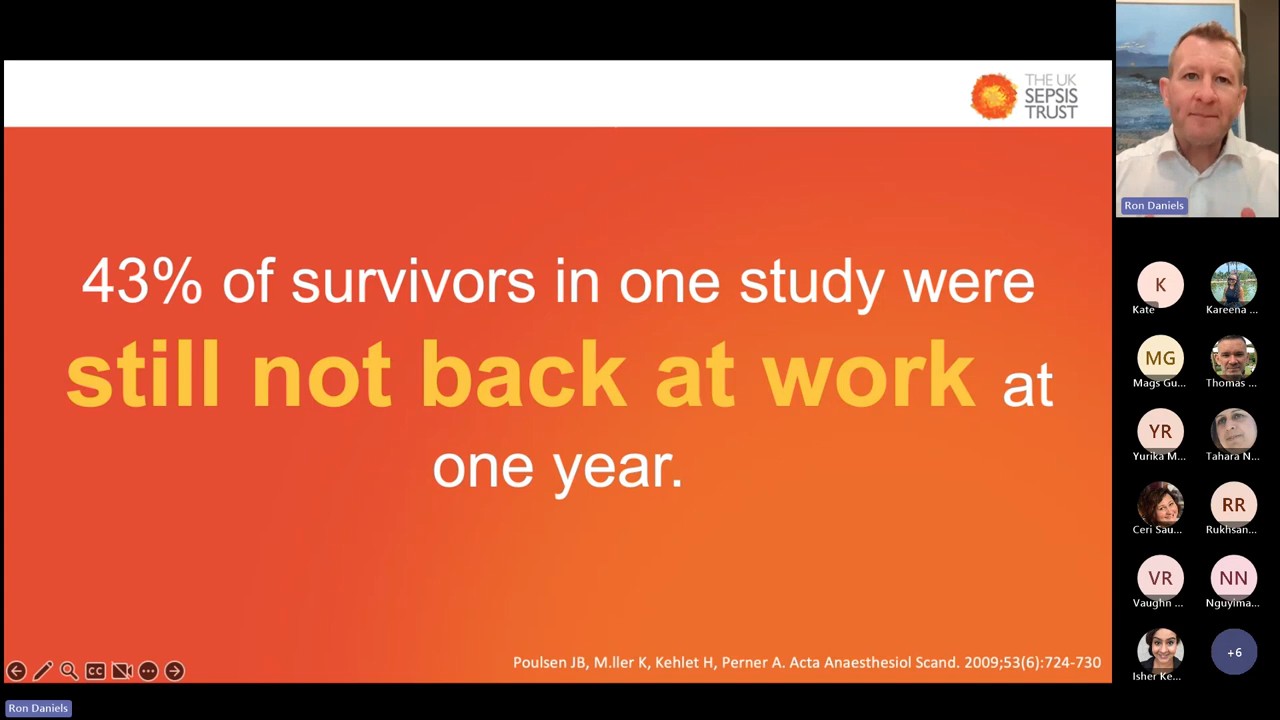 THE UK
SEPSIS
TRUST
43% of survivors in one study were
still not back at work at
one year.
Poulsen JB, M.ller K, Kehlet H, Perner A. Acta Anaesthesiol Scand. 2009;53(6):724-730
CC
Ron Daniels
Ron Daniels
K
Kate
Kareena ...
MG
Mags Gu...
Thomas ...
YR
Yurika M...
Tahara N...
Ceri Sau...
RR
Rukhsan...
VR
Vaughn ...
NN
Nguyima...
Isher Ke...
+6